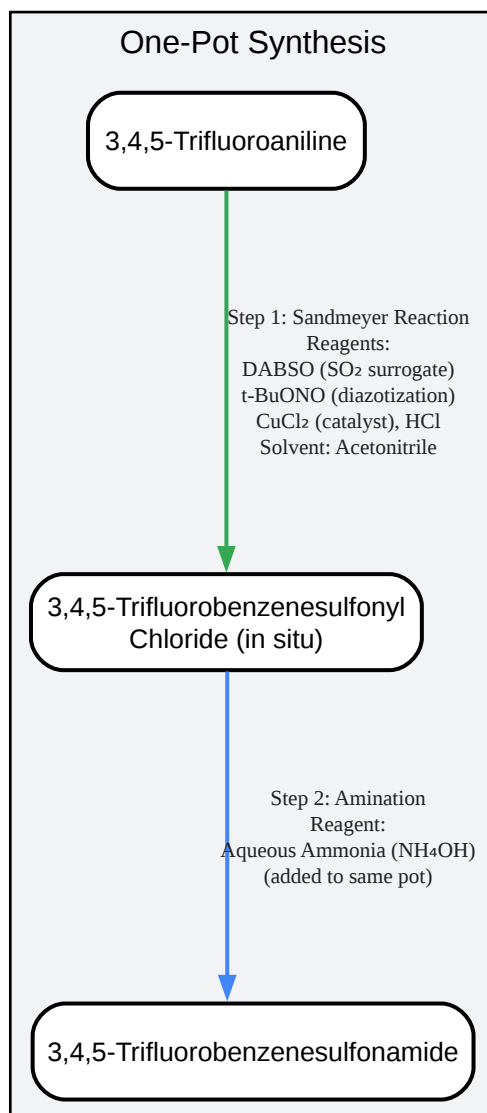 One-Pot Synthesis
3,4,5-Trifluoroaniline
Step 1: Sandmeyer Reaction
Reagents:
DABSO (SO₂ surrogate)
t-BuONO (diazotization)
CuCl₂ (catalyst), HCl
Solvent: Acetonitrile
3,4,5-Trifluorobenzenesulfonyl
Chloride (in situ)
Step 2: Amination
Reagent:
Aqueous Ammonia (NH₄OH)
(added to same pot)
3,4,5-Trifluorobenzenesulfonamide